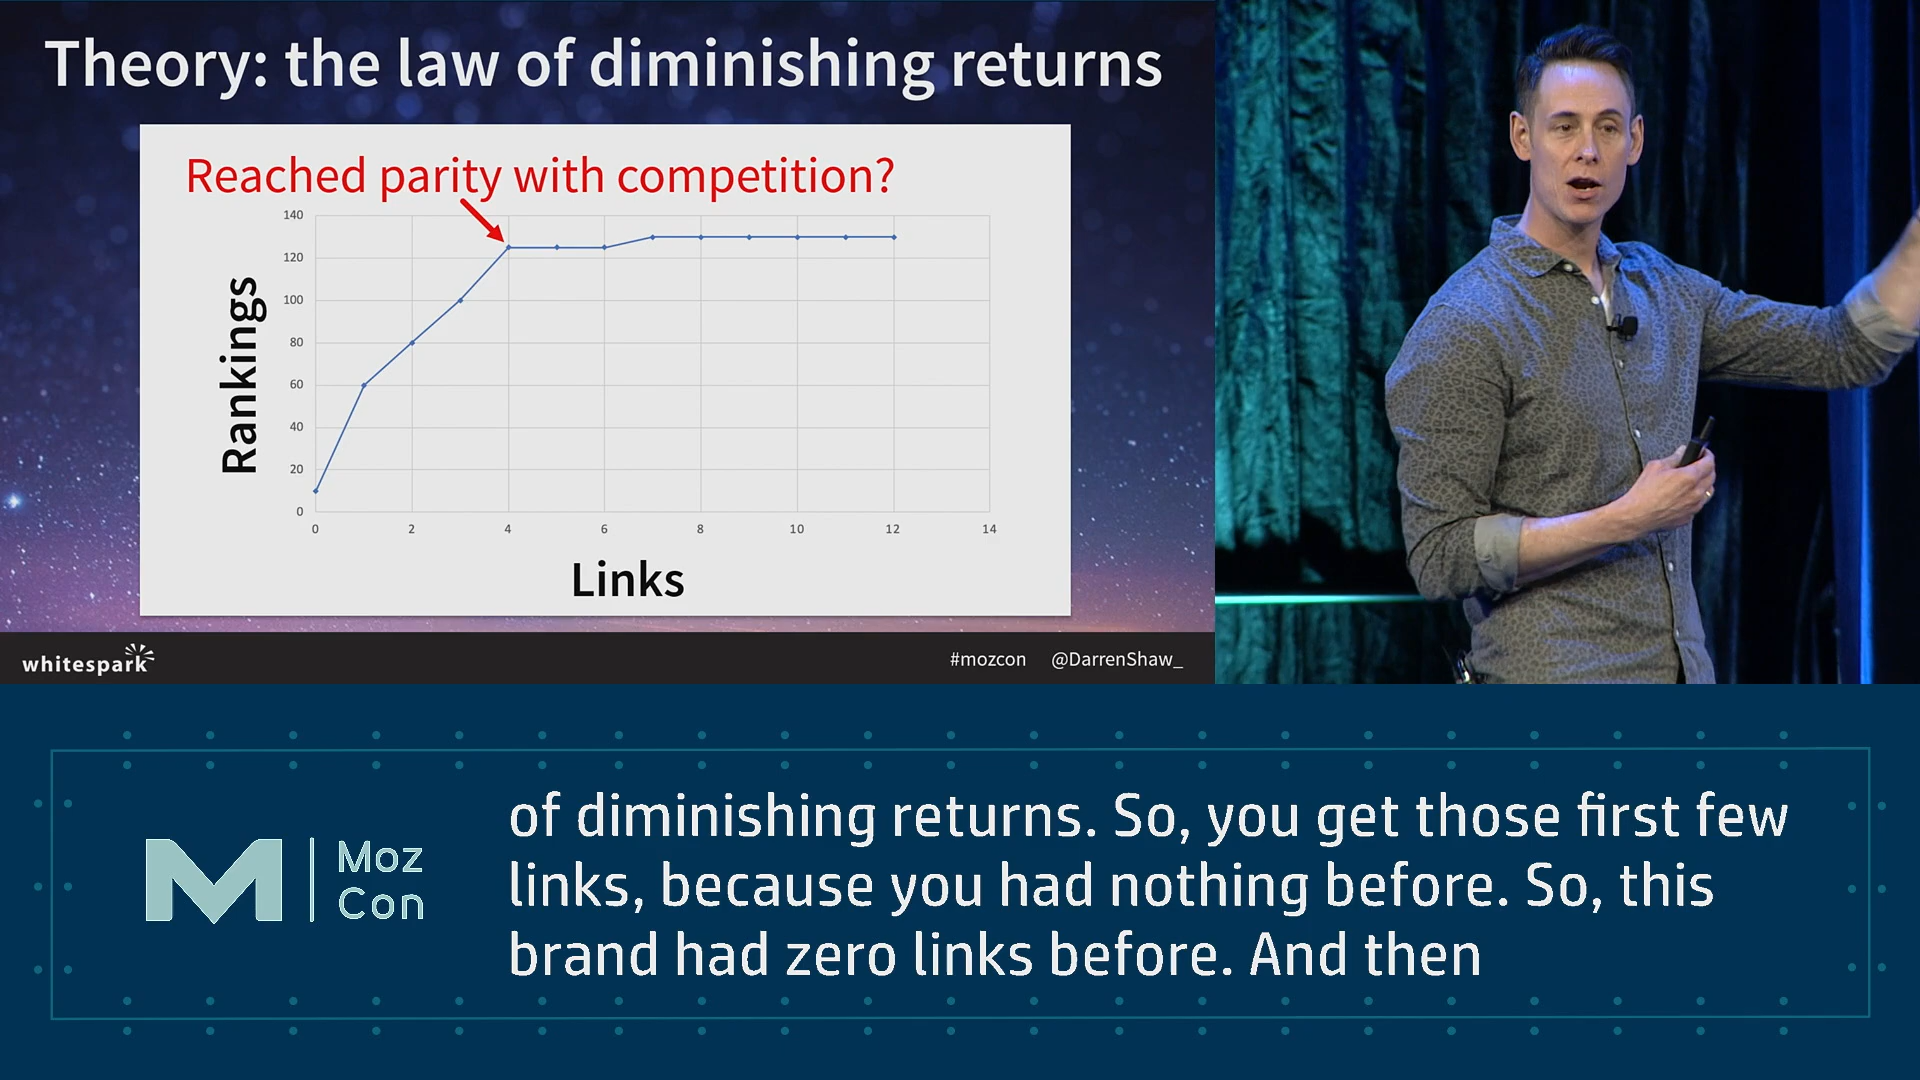 Theory: the law of diminishing returns
Reached parity with competition?
140
120
100
80
60
40
20
0
Rankings
0 2 4 6 8 10 12 14
Links
whitespark
#mozcon @DarrenShaw_
M Moz
Con
of diminishing returns. So, you get those first few
links, because you had nothing before. So, this
brand had zero links before. And then